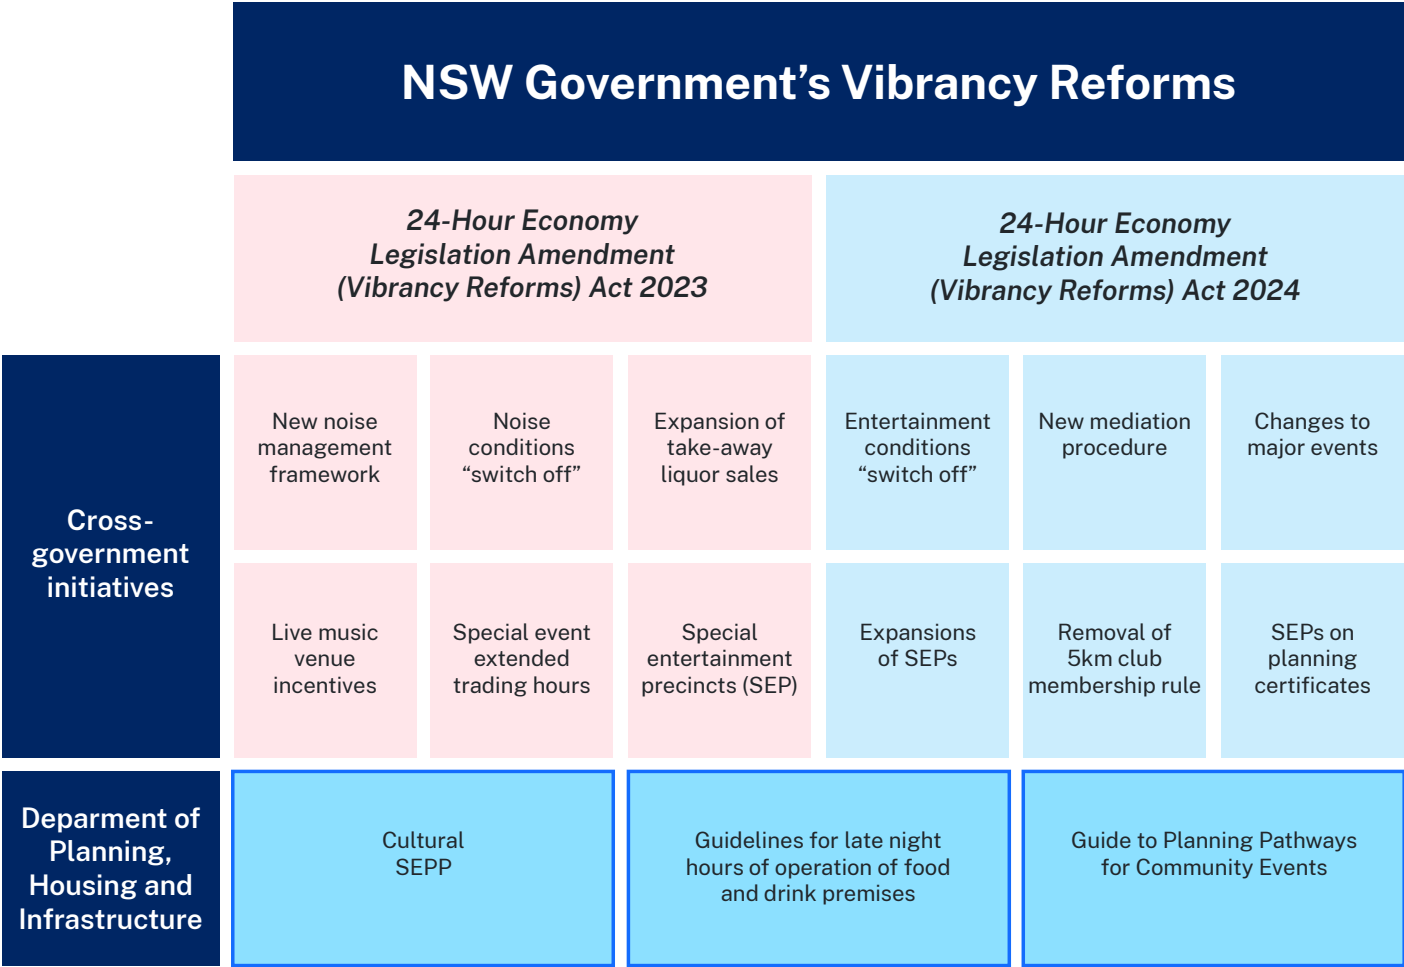 NSW Government’s Vibrancy Reforms
24-Hour Economy
Legislation Amendment
(Vibrancy Reforms) Act 2023
24-Hour Economy
Legislation Amendment
(Vibrancy Reforms) Act 2024
Cross-
government
initiatives
New noise
management
framework
Noise
conditions
“switch off”
Expansion of
take-away
liquor sales
Entertainment
conditions
“switch off”
New mediation
procedure
Changes to
major events
Live music
venue
incentives
Special event
extended
trading hours
Special
entertainment
precincts (SEP)
Expansions
of SEPs
Removal of
5km club
membership rule
SEPs on
planning
certificates
Deparment of
Planning,
Housing and
Infrastructure
Cultural
SEPP
Guidelines for late night
hours of operation of food
and drink premises
Guide to Planning Pathways
for Community Events